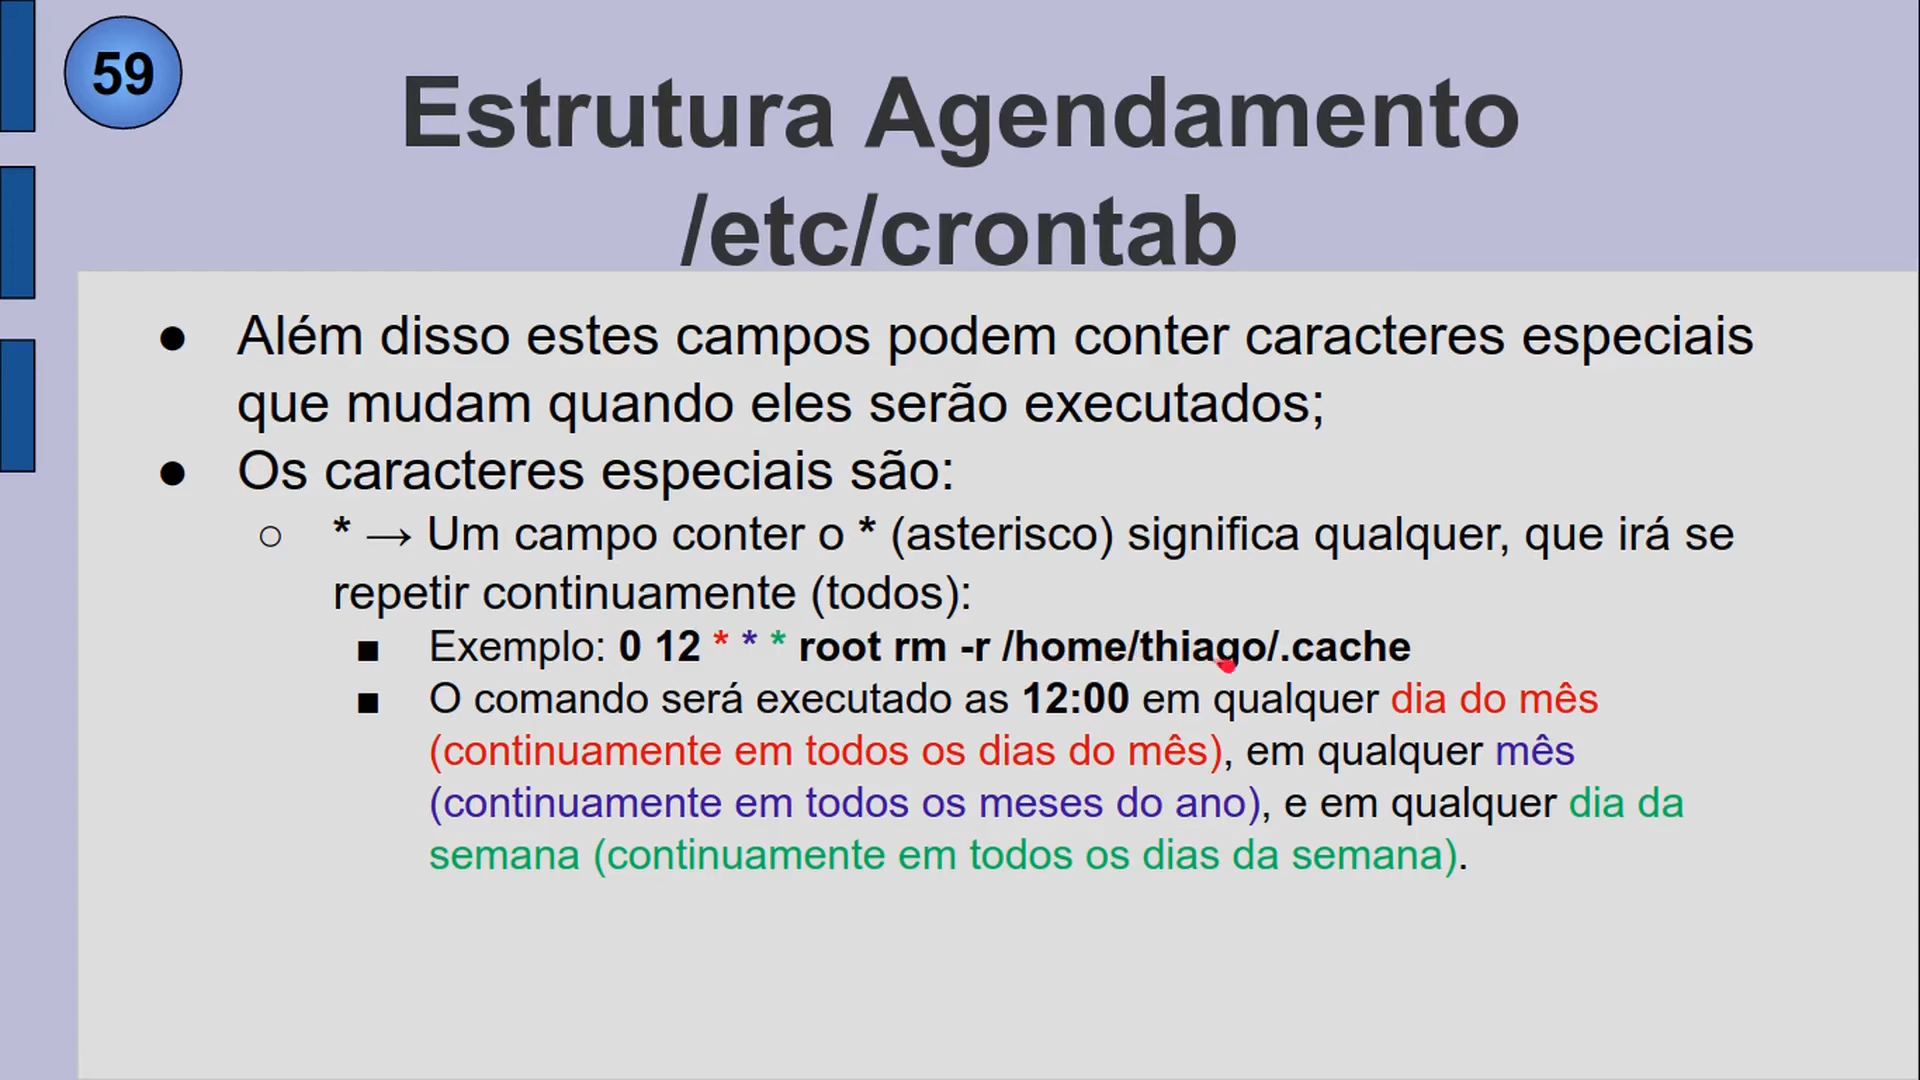 59
Estrutura Agendamento
/etc/crontab
● Além disso estes campos podem conter caracteres especiais
que mudam quando eles serão executados;
● Os caracteres especiais são:
○ * → Um campo conter o * (asterisco) significa qualquer, que irá se
repetir continuamente (todos):
■ Exemplo: 0 12 * * * root rm -r /home/thiago/.cache
■ O comando será executado as 12:00 em qualquer dia do mês
(continuamente em todos os dias do mês), em qualquer mês
(continuamente em todos os meses do ano), e em qualquer dia da
semana (continuamente em todos os dias da semana).